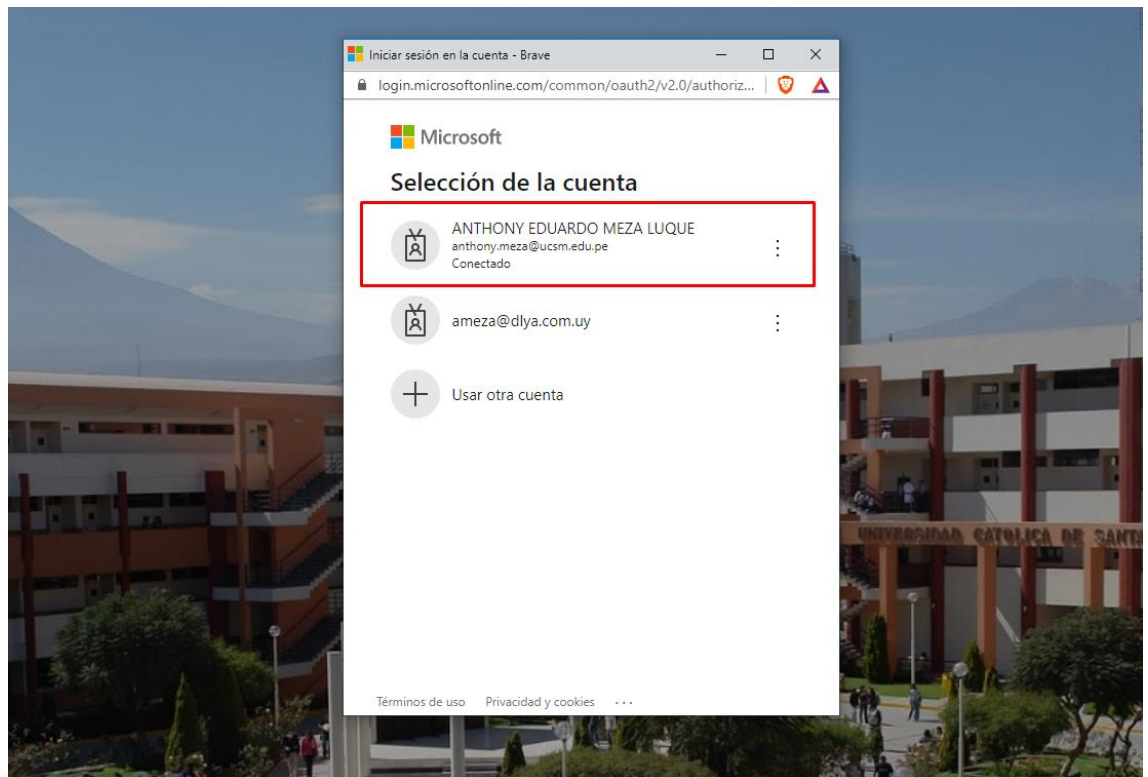 Iniciar sesión en la cuenta - Brave
login.microsoftonline.com/common/oauth2/v2.0/authoriz...
Microsoft
Selección de la cuenta
ANTHONY EDUARDO MEZA LUQUE
anthony.meza@ucsm.edu.pe
Conectado
ameza@dlya.com.uy
Usar otra cuenta
UNIVERSIDAD CATOLICA DE SANTA
Términos de uso Privacidad y cookies ...